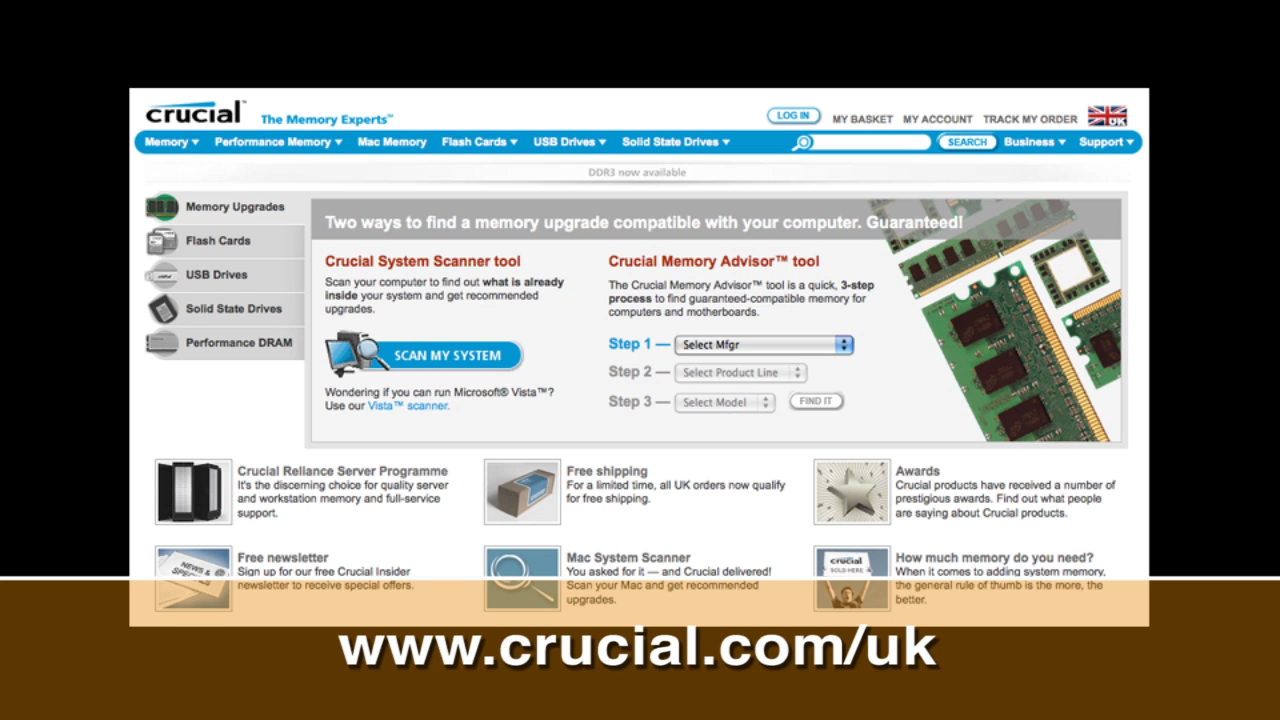 crucial™ The Memory Experts™
LOG IN MY BASKET MY ACCOUNT TRACK MY ORDER UK
Memory Performance Memory Mac Memory Flash Cards USB Drives Solid State Drives SEARCH Business Support
DDR3 now available
Memory Upgrades
Flash Cards
USB Drives
Solid State Drives
Performance DRAM
Two ways to find a memory upgrade compatible with your computer. Guaranteed!
Crucial System Scanner tool
Scan your computer to find out what is already
inside your system and get recommended
upgrades.
SCAN MY SYSTEM
Wondering if you can run Microsoft® Vista™?
Use our Vista™ scanner.
Crucial Memory Advisor™ tool
The Crucial Memory Advisor™ tool is a quick, 3-step
process to find guaranteed-compatible memory for
computers and motherboards.
Step 1 — Select Mfgr
Step 2 — Select Product Line
Step 3 — Select Model FIND IT
Crucial Reliance Server Programme
It's the discerning choice for quality server
and workstation memory and full-service
support.
Free shipping
For a limited time, all UK orders now qualify
for free shipping.
Awards
Crucial products have received a number of
prestigious awards. Find out what people
are saying about Crucial products.
NEWS &
Free newsletter
Sign up for our free Crucial Insider
newsletter to receive special offers.
Mac System Scanner
You asked for it — and Crucial delivered!
Scan your Mac and get recommended
upgrades.
crucial
SOLD HERE
How much memory do you need?
When it comes to adding system memory,
the general rule of thumb is the more, the
better.
www.crucial.com/uk